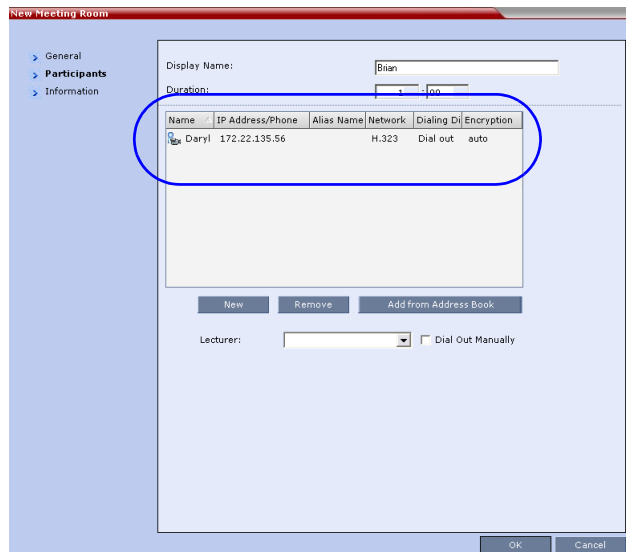 New Meeting Room
General
Participants
Information
Display Name: Brian
Duration: 1 : 00
Name IP Address/Phone Alias Name Network Dialing Di Encryption
Daryl 172.22.135.56 H.323 Dial out auto
New Remove Add from Address Book
Lecturer: Dial Out Manually
OK Cancel